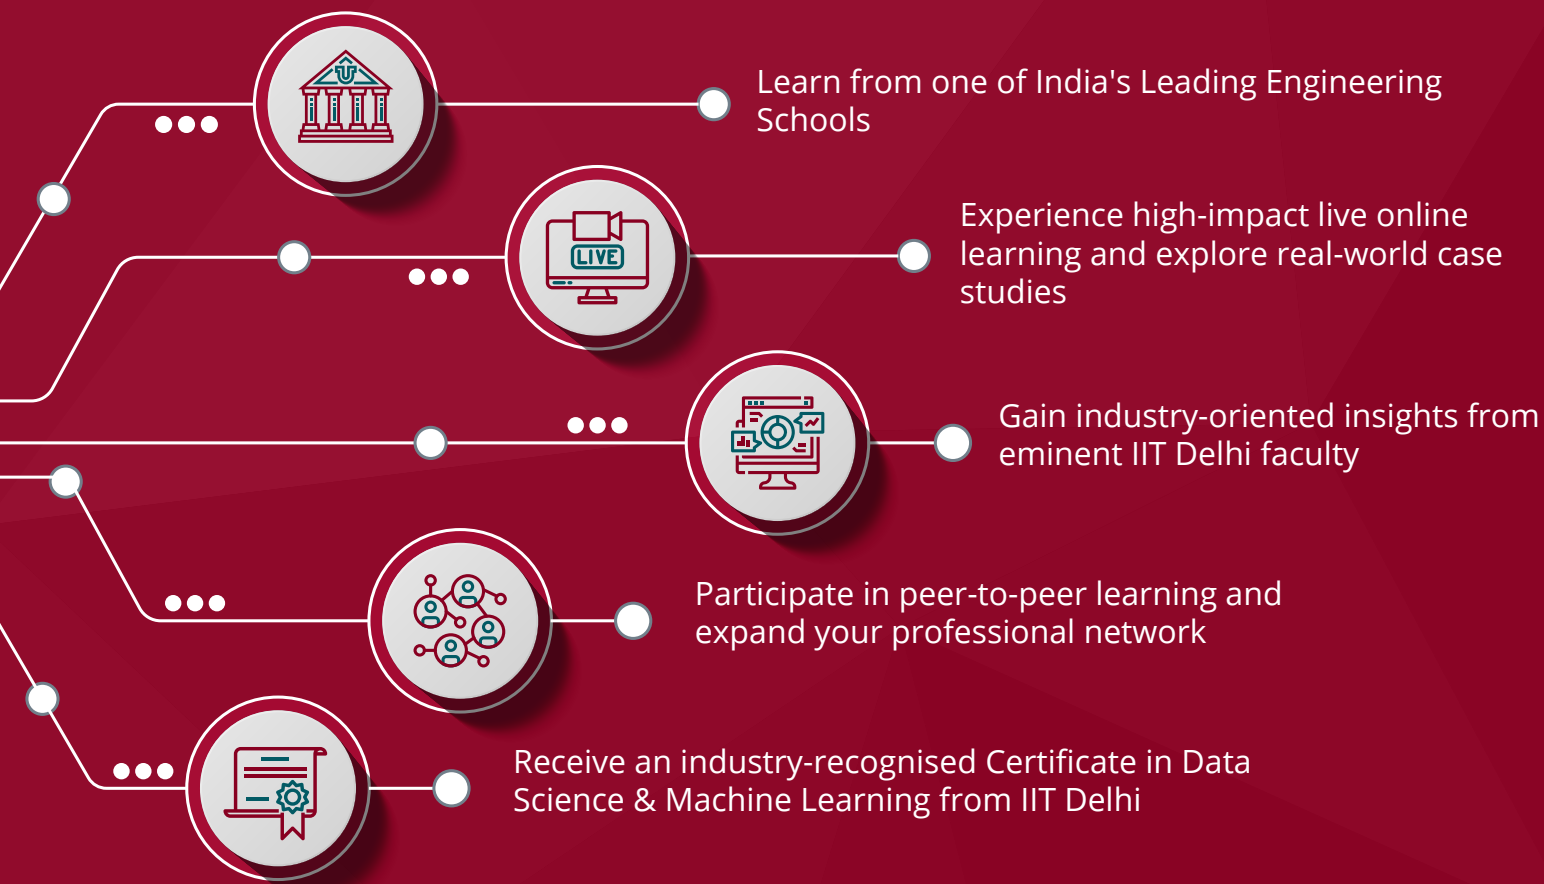 Learn from one of India's Leading Engineering
Schools
Experience high-impact live online
learning and explore real-world case
studies
LIVE
Gain industry-oriented insights from
eminent IIT Delhi faculty
Participate in peer-to-peer learning and
expand your professional network
Receive an industry-recognised Certificate in Data
Science & Machine Learning from IIT Delhi